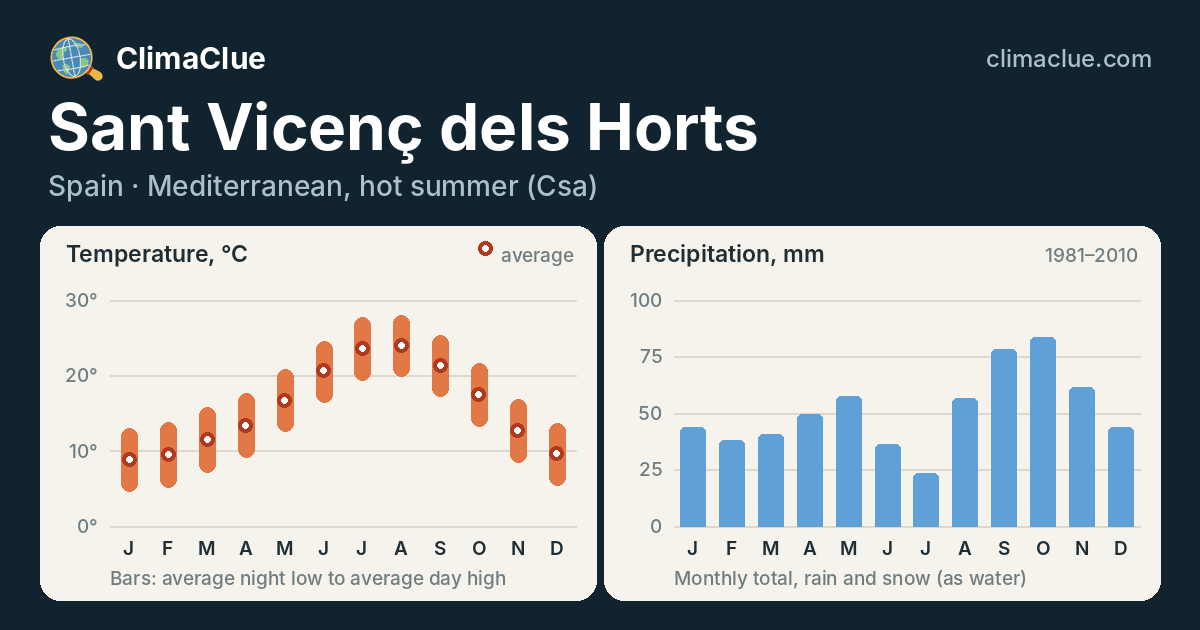 ClimaClue
climaclue.com
Sant Vicenç dels Horts
Spain · Mediterranean, hot summer (Csa)
Temperature, °C
average
30°
20°
10°
0°
J F M A M J J A S O N D
Bars: average night low to average day high
Precipitation, mm
1981–2010
100
75
50
25
0
J F M A M J J A S O N D
Monthly total, rain and snow (as water)